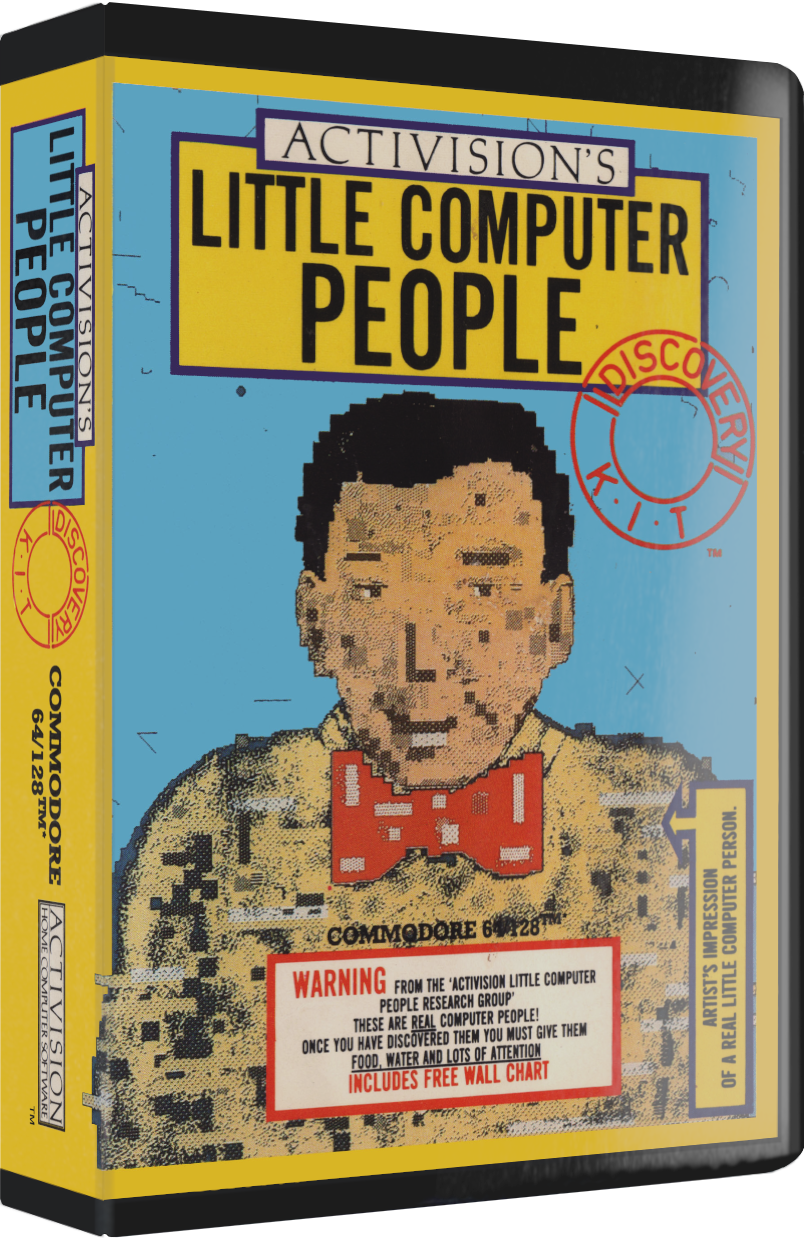 ACTIVISION'S
LITTLE COMPUTER
PEOPLE
DISCOVERY
K·I·T
TM
COMMODORE 64/128™
WARNING FROM THE 'ACTIVISION LITTLE COMPUTER
PEOPLE RESEARCH GROUP'
THESE ARE REAL COMPUTER PEOPLE!
ONCE YOU HAVE DISCOVERED THEM YOU MUST GIVE THEM
FOOD, WATER AND LOTS OF ATTENTION
INCLUDES FREE WALL CHART
ARTIST'S IMPRESSION
OF A REAL LITTLE COMPUTER PERSON.
ACTIVISION'S
LITTLE COMPUTER
PEOPLE
DISCOVERY
K·I·T
COMMODORE
64/128™
ACTIVISION
HOME COMPUTER SOFTWARE
TM